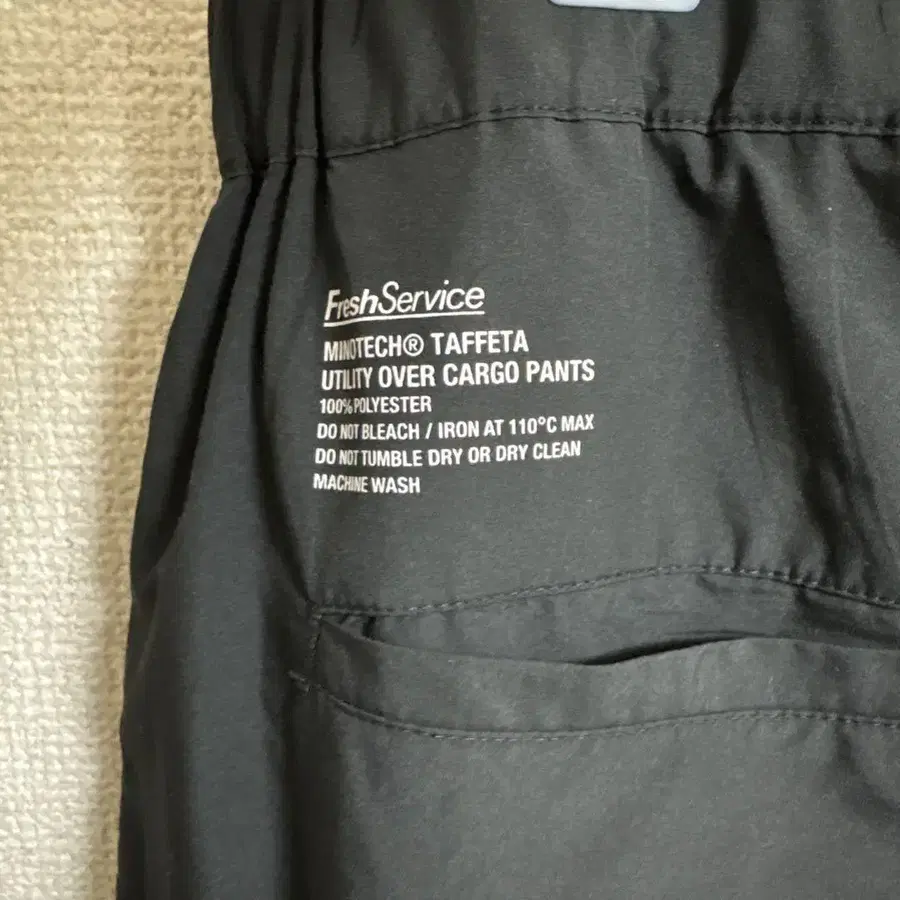 FreshService
MINOTECH® TAFFETA
UTILITY OVER CARGO PANTS
100% POLYESTER
DO NOT BLEACH / IRON AT 110°C MAX
DO NOT TUMBLE DRY OR DRY CLEAN
MACHINE WASH